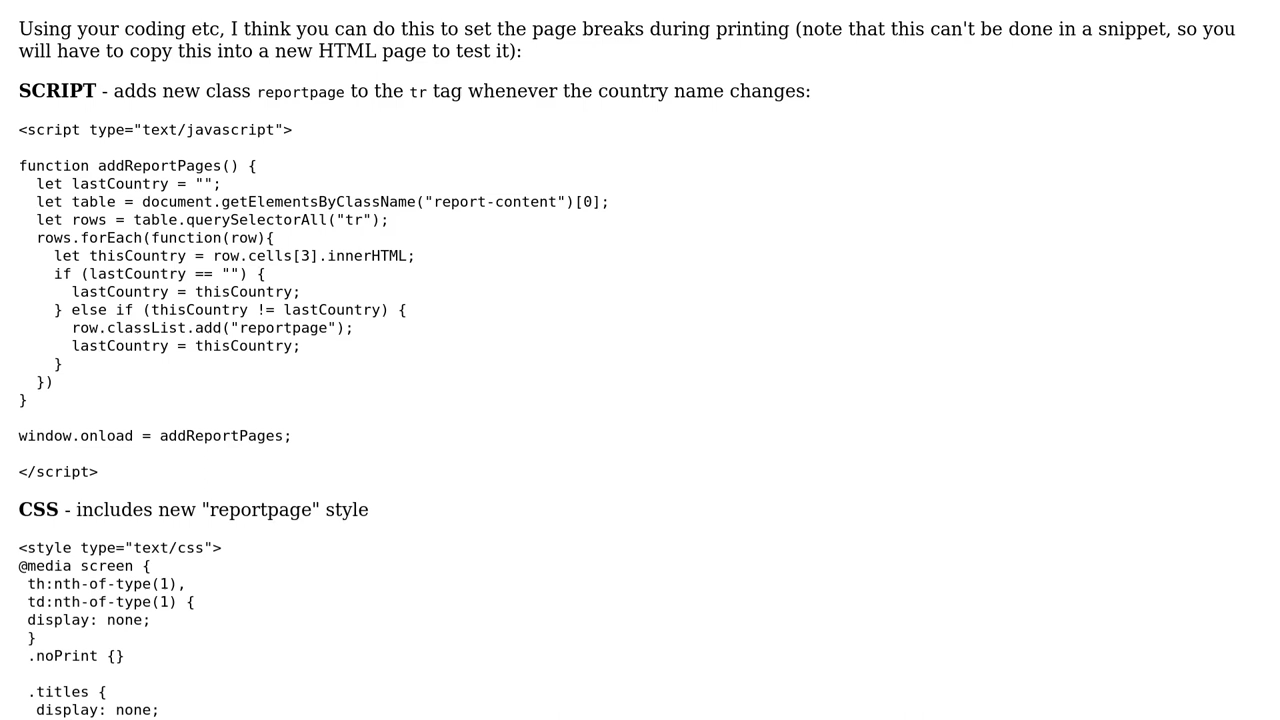 Using your coding etc, I think you can do this to set the page breaks during printing (note that this can't be done in a snippet, so you
will have to copy this into a new HTML page to test it):
SCRIPT - adds new class reportpage to the tr tag whenever the country name changes:
<script type="text/javascript">
function addReportPages() {
  let lastCountry = "";
  let table = document.getElementsByClassName("report-content")[0];
  let rows = table.querySelectorAll("tr");
  rows.forEach(function(row){
    let thisCountry = row.cells[3].innerHTML;
    if (lastCountry == "") {
      lastCountry = thisCountry;
    } else if (thisCountry != lastCountry) {
      row.classList.add("reportpage");
      lastCountry = thisCountry;
    }
  })
}
window.onload = addReportPages;
</script>
CSS - includes new "reportpage" style
<style type="text/css">
@media screen {
 th:nth-of-type(1),
 td:nth-of-type(1) {
 display: none;
 }
 .noPrint {}
 .titles {
  display: none;